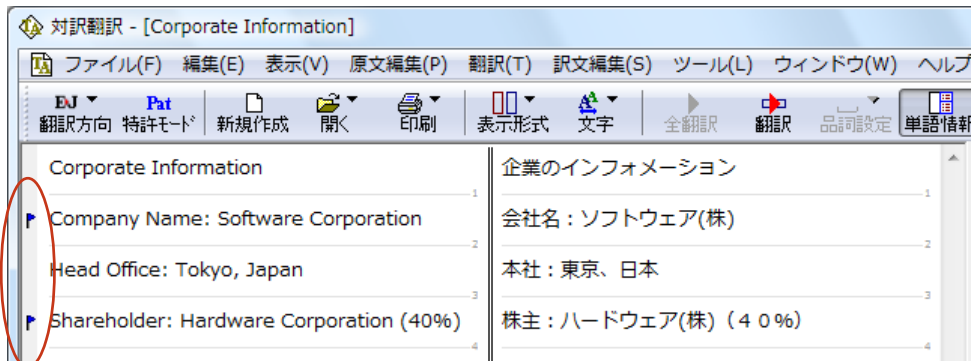 対訳翻訳 - [Corporate Information]
ファイル(F) 編集(E) 表示(V) 原文編集(P) 翻訳(T) 訳文編集(S) ツール(L) ウィンドウ(W) ヘルプ
EJ Pat
翻訳方向 特許モード 新規作成 開く 印刷 表示形式 文字 全翻訳 翻訳 品詞設定 単語情報
Corporate Information 企業のインフォメーション
1 1
Company Name: Software Corporation 会社名：ソフトウェア(株)
2 2
Head Office: Tokyo, Japan 本社：東京、日本
3 3
Shareholder: Hardware Corporation (40%) 株主：ハードウェア(株)（４０%）
4 4